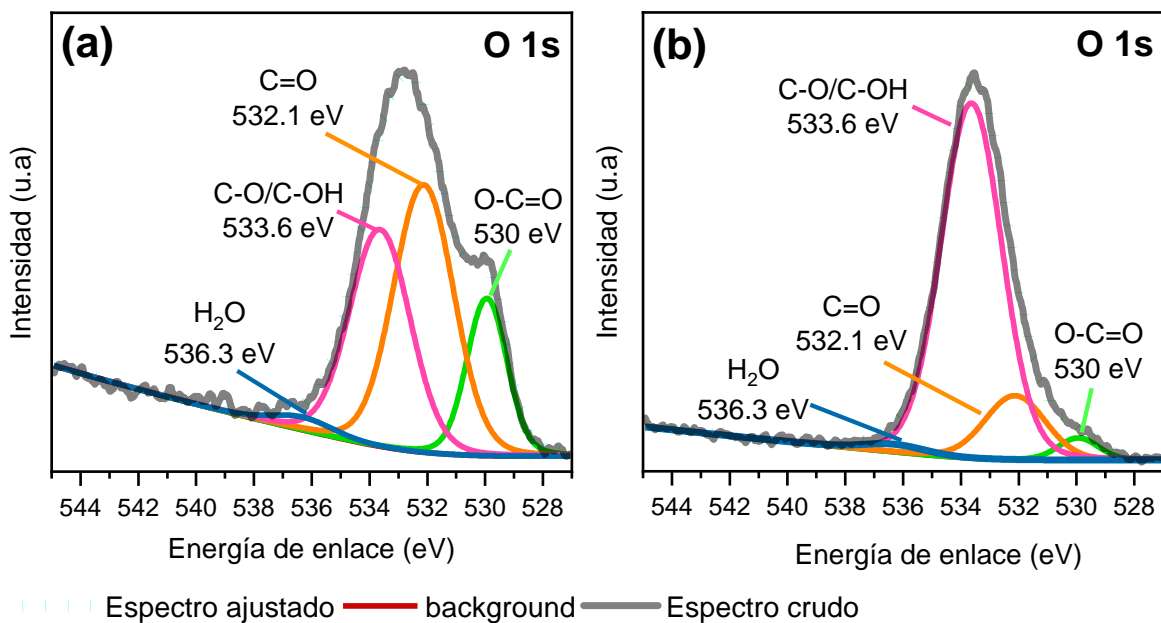 (a)
O 1s
C=O
532.1 eV
C-O/C-OH
533.6 eV
O-C=O
530 eV
H₂O
536.3 eV
Intensidad (u.a)
544 542 540 538 536 534 532 530 528
Energía de enlace (eV)
(b)
O 1s
C-O/C-OH
533.6 eV
C=O
532.1 eV
O-C=O
530 eV
H₂O
536.3 eV
Intensidad (u.a)
544 542 540 538 536 534 532 530 528
Energía de enlace (eV)
Espectro ajustado background Espectro crudo